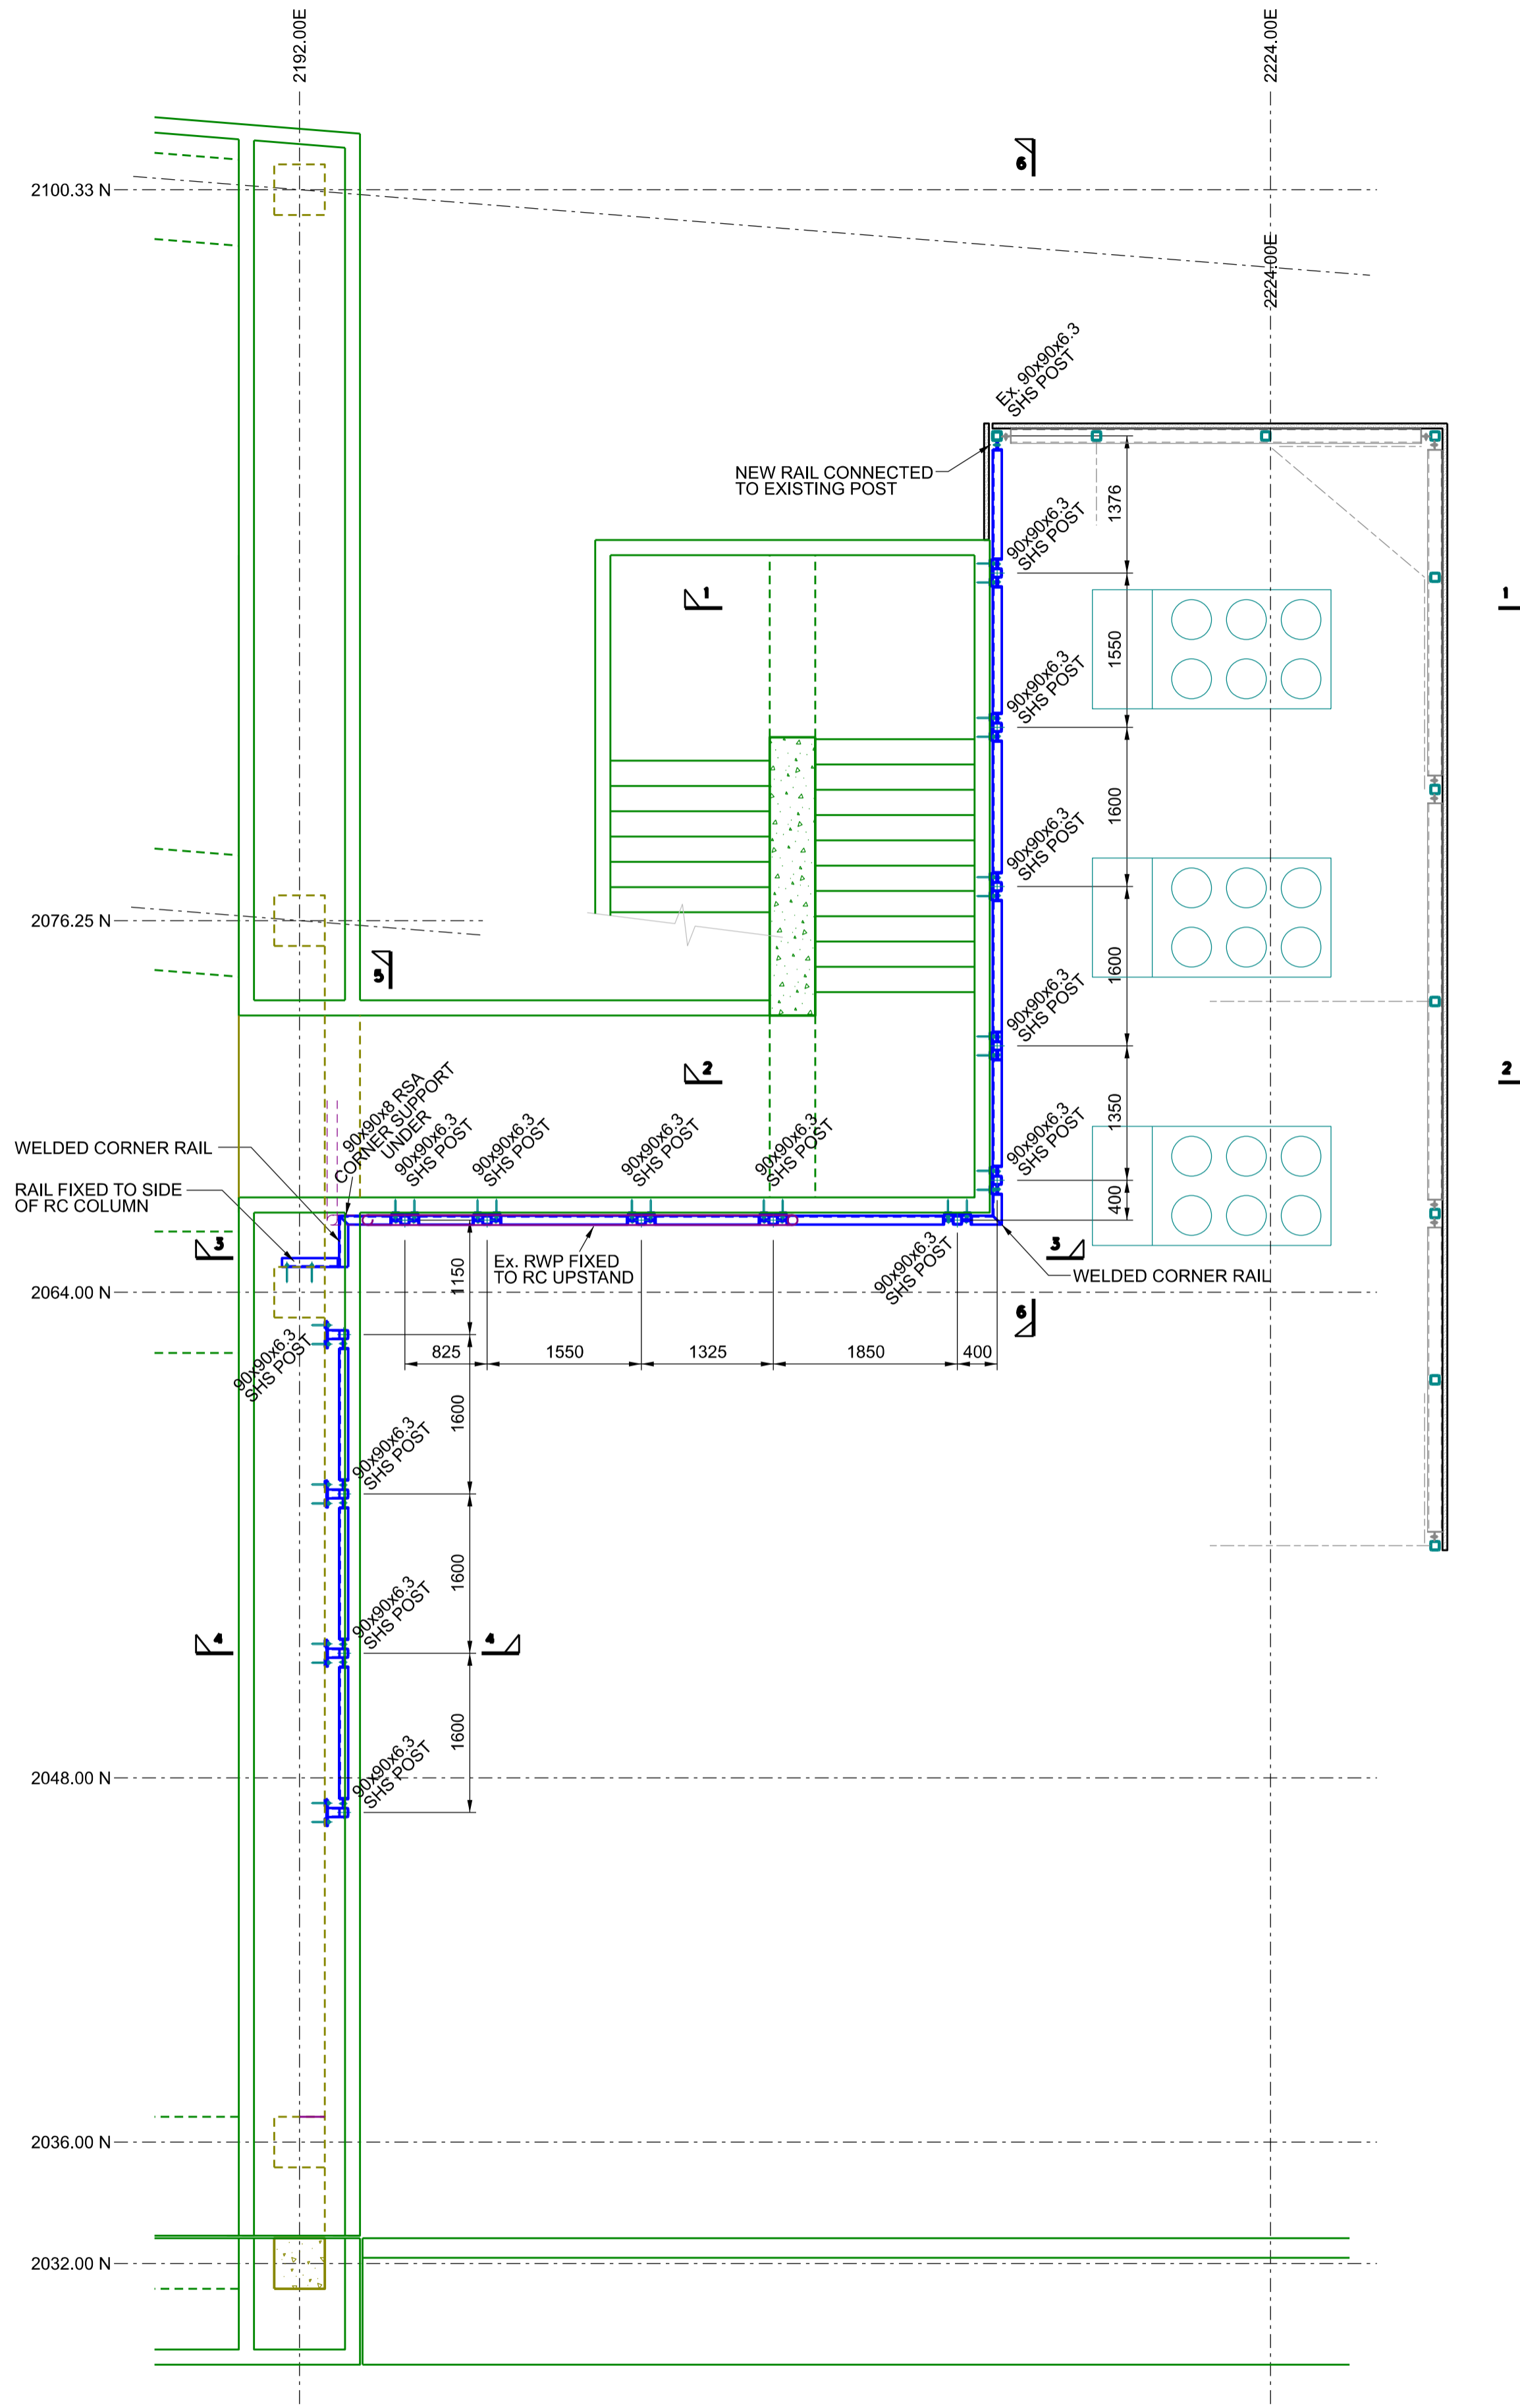 2192.00E
2224.00E
6
2100.33 N
2224.00E
Ex. 90x90x6.3
SHS POST
NEW RAIL CONNECTED
TO EXISTING POST
1376
90x90x6.3
SHS POST
1
1
1550
90x90x6.3
SHS POST
1600
90x90x6.3
SHS POST
2076.25 N
5
1600
90x90x6.3
SHS POST
2
2
1350
90x90x8 RSA
CORNER SUPPORT
UNDER
90x90x6.3
SHS POST
90x90x6.3
SHS POST
90x90x6.3
SHS POST
90x90x6.3
SHS POST
90x90x6.3
SHS POST
WELDED CORNER RAIL
RAIL FIXED TO SIDE
OF RC COLUMN
400
3
1150
Ex. RWP FIXED
TO RC UPSTAND
90x90x6.3
SHS POST
3
WELDED CORNER RAIL
2064.00 N
6
90x90x6.3
SHS POST
825
1550
1325
1850
400
1600
90x90x6.3
SHS POST
1600
90x90x6.3
SHS POST
4
4
1600
90x90x6.3
SHS POST
2048.00 N
2036.00 N
2032.00 N